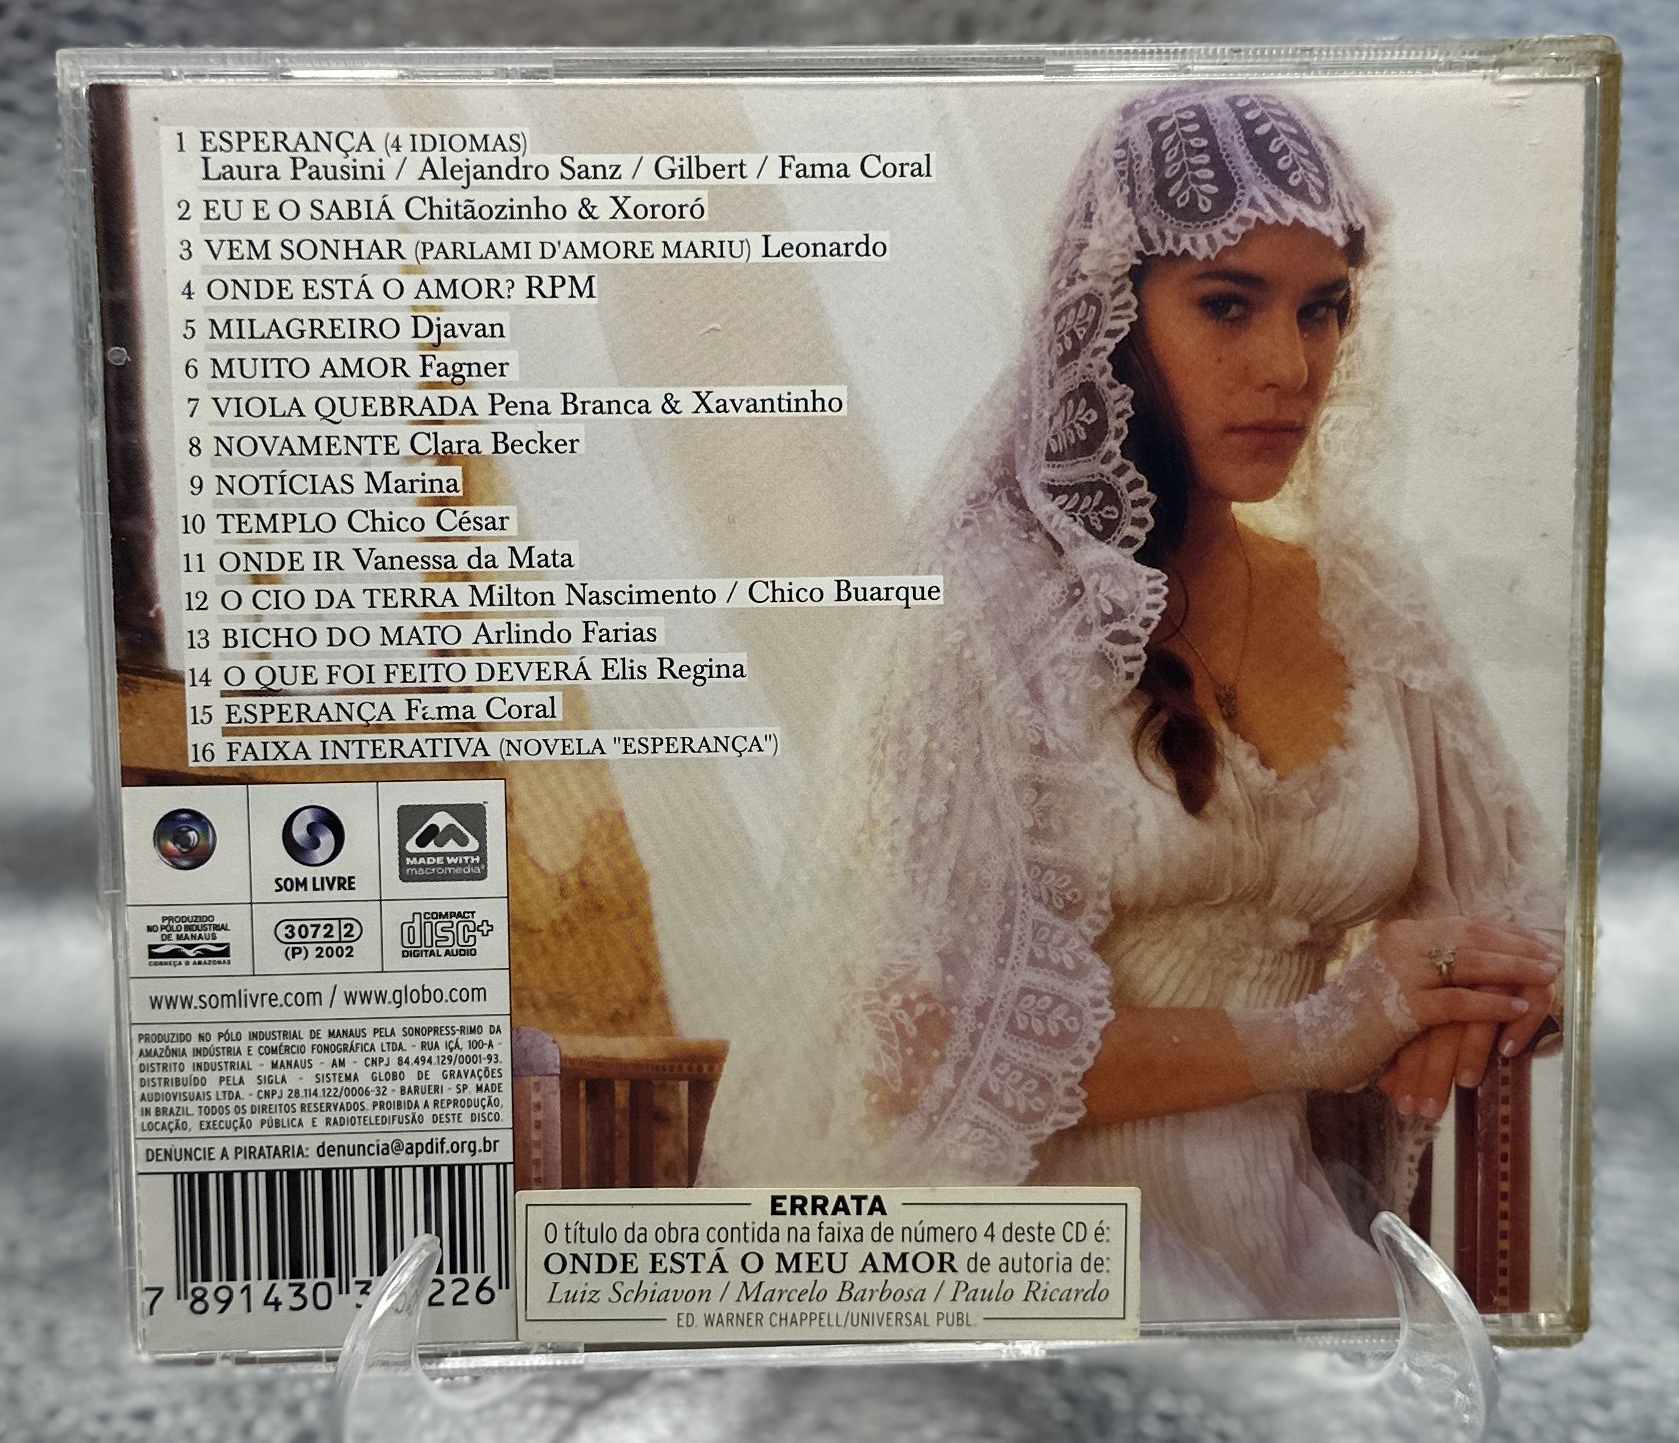 1 ESPERANÇA (4 IDIOMAS)
Laura Pausini / Alejandro Sanz / Gilbert / Fama Coral
2 EU E O SABIÁ Chitãozinho & Xororó
3 VEM SONHAR (PARLAMI D'AMORE MARIU) Leonardo
4 ONDE ESTÁ O AMOR? RPM
5 MILAGREIRO Djavan
6 MUITO AMOR Fagner
7 VIOLA QUEBRADA Pena Branca & Xavantinho
8 NOVAMENTE Clara Becker
9 NOTÍCIAS Marina
10 TEMPLO Chico César
11 ONDE IR Vanessa da Mata
12 O CIO DA TERRA Milton Nascimento / Chico Buarque
13 BICHO DO MATO Arlindo Farias
14 O QUE FOI FEITO DEVERÁ Elis Regina
15 ESPERANÇA Fama Coral
16 FAIXA INTERATIVA (NOVELA "ESPERANÇA")
SOM LIVRE
MADE WITH
macromedia
PRODUZIDO
NO PÓLO INDUSTRIAL
DE MANAUS
CONHEÇA O AMAZONAS
3072 2
(P) 2002
COMPACT
disc+
DIGITAL AUDIO
www.somlivre.com / www.globo.com
PRODUZIDO NO PÓLO INDUSTRIAL DE MANAUS PELA SONOPRESS-RIMO DA
AMAZÔNIA INDÚSTRIA E COMÉRCIO FONOGRÁFICA LTDA. - RUA IÇÁ, 100-A -
DISTRITO INDUSTRIAL - MANAUS - AM - CNPJ 84.494.129/0001-93.
DISTRIBUÍDO PELA SIGLA - SISTEMA GLOBO DE GRAVAÇÕES
AUDIOVISUAIS LTDA. - CNPJ 28.114.122/0006-32 - BARUERI - SP. MADE
IN BRAZIL. TODOS OS DIREITOS RESERVADOS. PROIBIDA A REPRODUÇÃO,
LOCAÇÃO, EXECUÇÃO PÚBLICA E RADIOTELEDIFUSÃO DESTE DISCO.
DENUNCIE A PIRATARIA: denuncia@apdif.org.br
7 891430 3 226
ERRATA
O título da obra contida na faixa de número 4 deste CD é:
ONDE ESTÁ O MEU AMOR de autoria de:
Luiz Schiavon / Marcelo Barbosa / Paulo Ricardo
ED. WARNER CHAPPELL/UNIVERSAL PUBL.